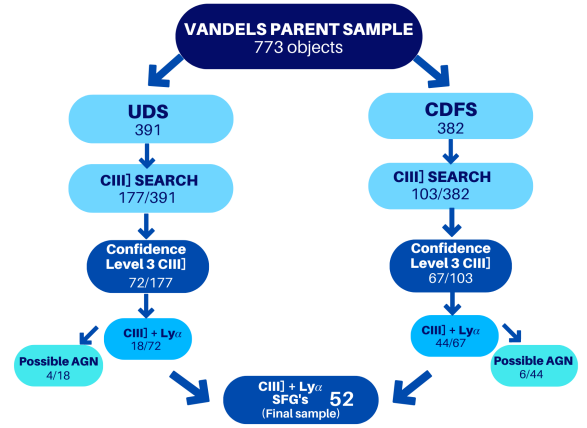 VANDELS PARENT SAMPLE
773 objects
UDS
391
CDFS
382
CIII] SEARCH
177/391
CIII] SEARCH
103/382
Confidence
Level 3 CIII]
72/177
Confidence
Level 3 CIII]
67/103
CIII] + Lyα
18/72
CIII] + Lyα
44/67
Possible AGN
4/18
Possible AGN
6/44
CIII] + Lyα
SFG's 52
(Final sample)